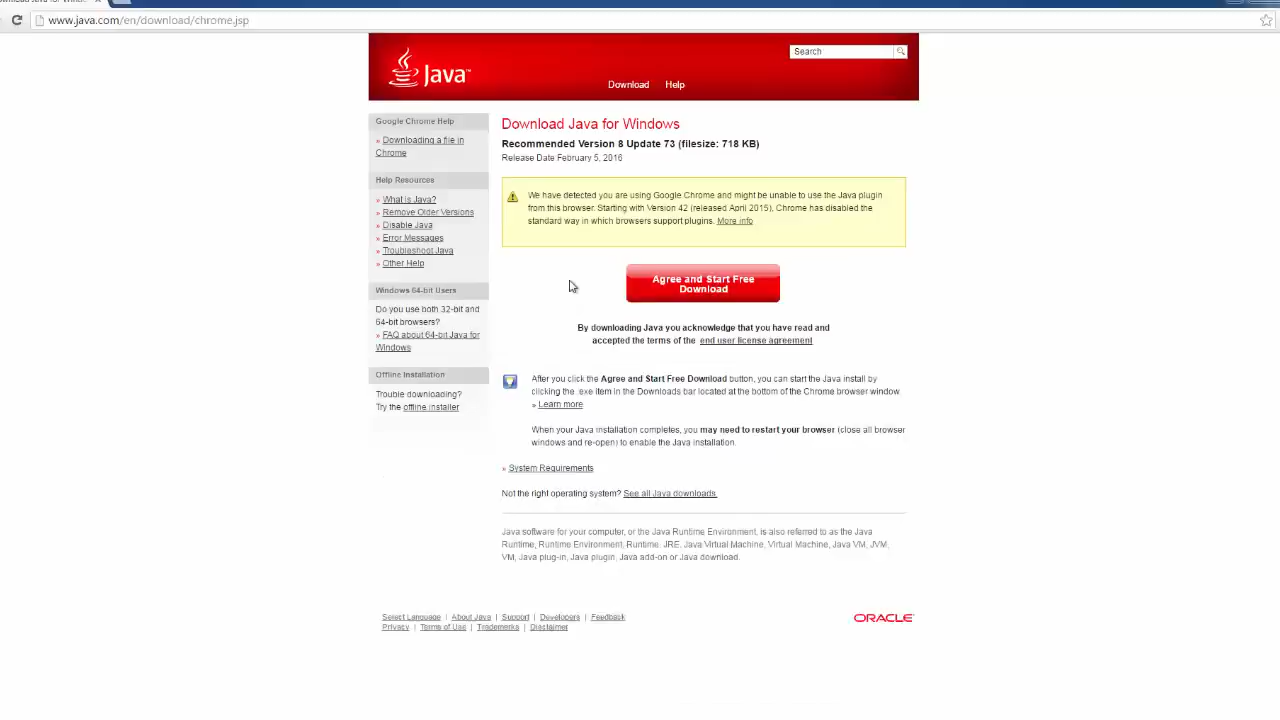 www.java.com/en/download/chrome.jsp
Java™
Search
Download Help
Google Chrome Help
» Downloading a file in
Chrome
Help Resources
» What is Java?
» Remove Older Versions
» Disable Java
» Error Messages
» Troubleshoot Java
» Other Help
Windows 64-bit Users
Do you use both 32-bit and
64-bit browsers?
» FAQ about 64-bit Java for
Windows
Offline Installation
Trouble downloading?
Try the offline installer
Download Java for Windows
Recommended Version 8 Update 73 (filesize: 718 KB)
Release Date February 5, 2016
We have detected you are using Google Chrome and might be unable to use the Java plugin
from this browser. Starting with Version 42 (released April 2015), Chrome has disabled the
standard way in which browsers support plugins. More info
Agree and Start Free
Download
By downloading Java you acknowledge that you have read and
accepted the terms of the end user license agreement
After you click the Agree and Start Free Download button, you can start the Java install by
clicking the .exe item in the Downloads bar located at the bottom of the Chrome browser window.
» Learn more
When your Java installation completes, you may need to restart your browser (close all browser
windows and re-open) to enable the Java installation.
» System Requirements
Not the right operating system? See all Java downloads.
Java software for your computer, or the Java Runtime Environment, is also referred to as the Java
Runtime, Runtime Environment, Runtime, JRE, Java Virtual Machine, Virtual Machine, Java VM, JVM,
VM, Java plug-in, Java plugin, Java add-on or Java download.
Select Language | About Java | Support | Developers | Feedback
Privacy | Terms of Use | Trademarks | Disclaimer
ORACLE